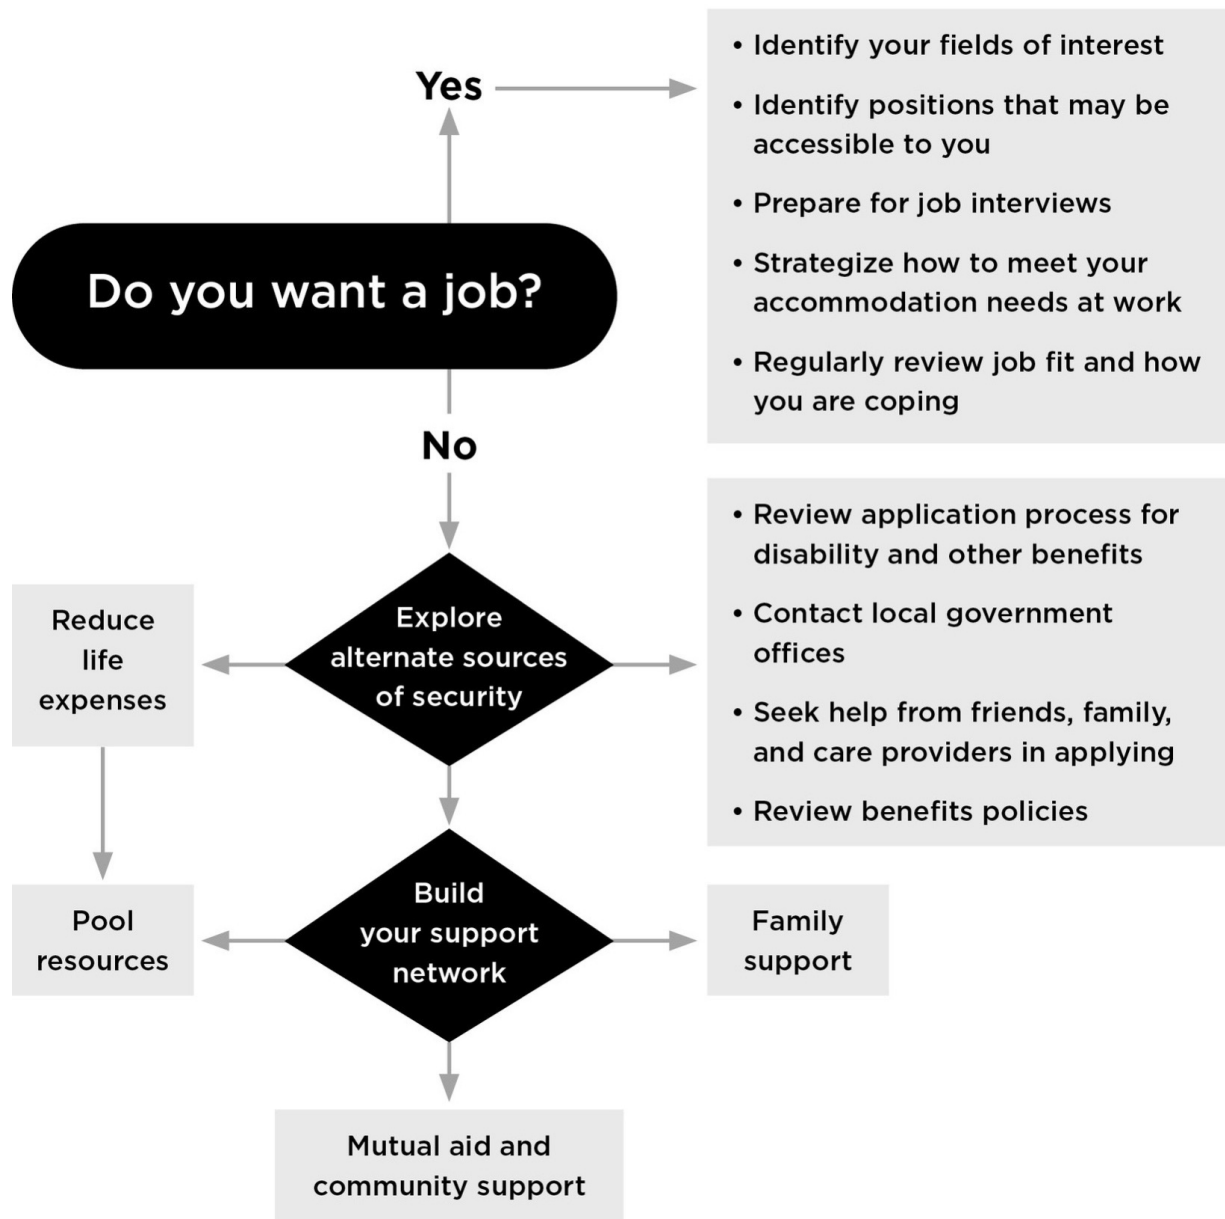 Yes
• Identify your fields of interest
• Identify positions that may be
accessible to you
• Prepare for job interviews
• Strategize how to meet your
accommodation needs at work
• Regularly review job fit and how
you are coping
Do you want a job?
No
Explore
alternate sources
of security
Reduce
life
expenses
• Review application process for
disability and other benefits
• Contact local government
offices
• Seek help from friends, family,
and care providers in applying
• Review benefits policies
Build
your support
network
Pool
resources
Family
support
Mutual aid and
community support